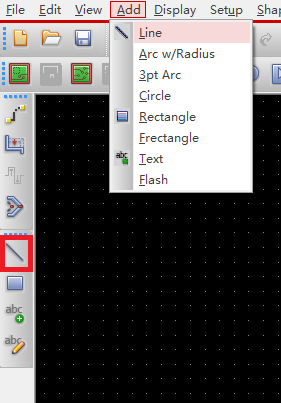 File Edit View Add Display Setup Shap
Line
Arc w/Radius
3pt Arc
Circle
Rectangle
Frectangle
abc Text
Flash
abc
abc